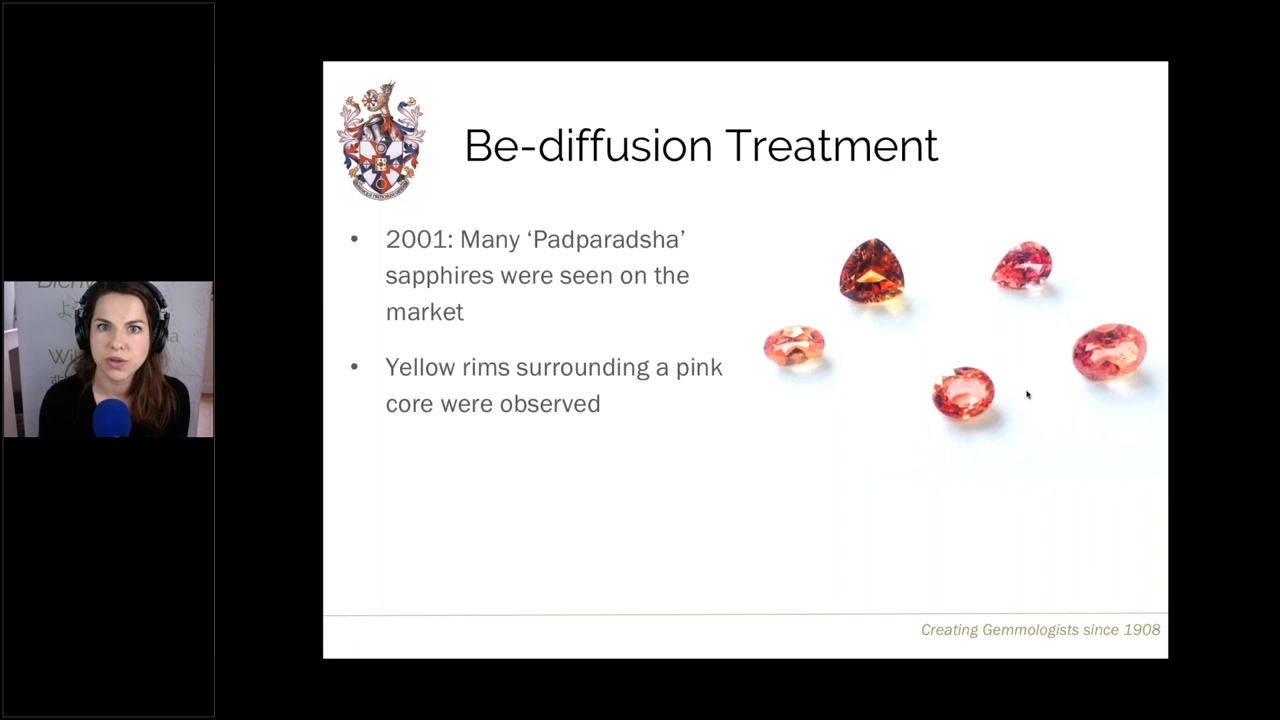 Be-diffusion Treatment
• 2001: Many ‘Padparadsha’
sapphires were seen on the
market
• Yellow rims surrounding a pink
core were observed
Creating Gemmologists since 1908